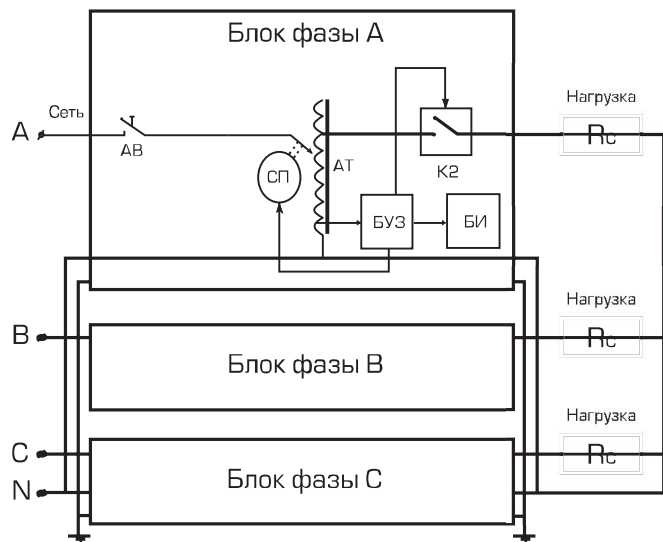 Блок фазы А
Сеть
А
АВ
СП
АТ
К2
БУЗ
БИ
Нагрузка
Rc
В
Блок фазы В
Нагрузка
Rc
С
Блок фазы С
Нагрузка
Rc
N